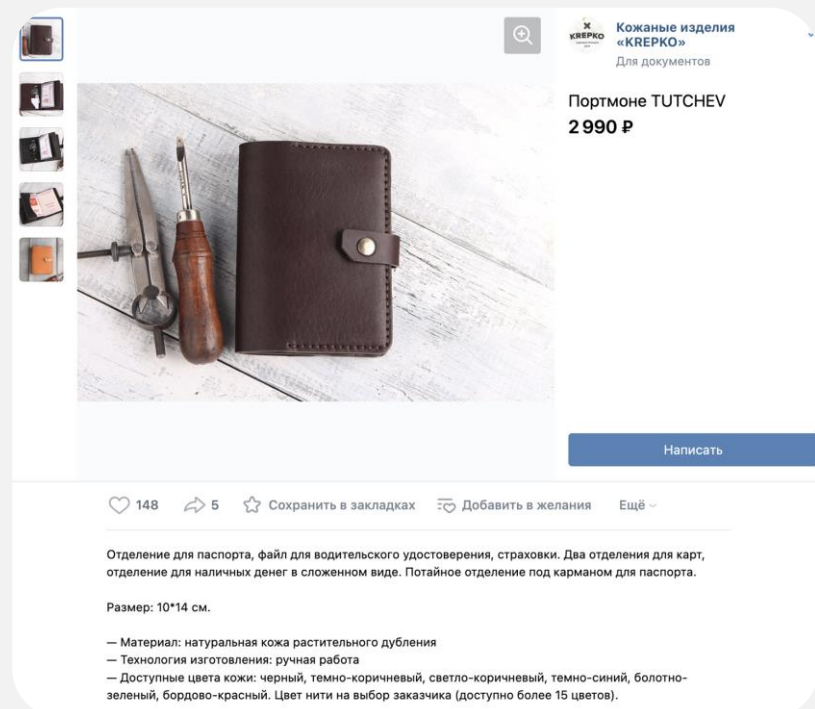 KREPKO
Кожаные изделия
«KREPKO»
Для документов
Портмоне TUTCHEV
2 990 ₽
Написать
148
5
Сохранить в закладках
Добавить в желания
Ещё
Отделение для паспорта, файл для водительского удостоверения, страховки. Два отделения для карт,
отделение для наличных денег в сложенном виде. Потайное отделение под карманом для паспорта.
Размер: 10*14 см.
— Материал: натуральная кожа растительного дубления
— Технология изготовления: ручная работа
— Доступные цвета кожи: черный, темно-коричневый, светло-коричневый, темно-синий, болотно-
зеленый, бордово-красный. Цвет нити на выбор заказчика (доступно более 15 цветов).